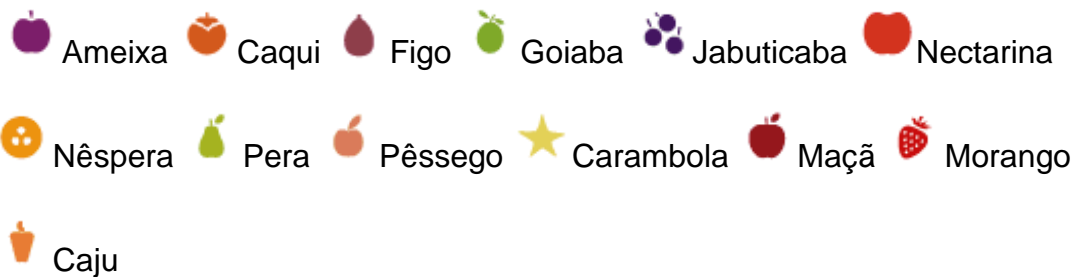 Ameixa Caqui Figo Goiaba Jabuticaba Nectarina
Nêspera Pera Pêssego Carambola Maçã Morango
Caju